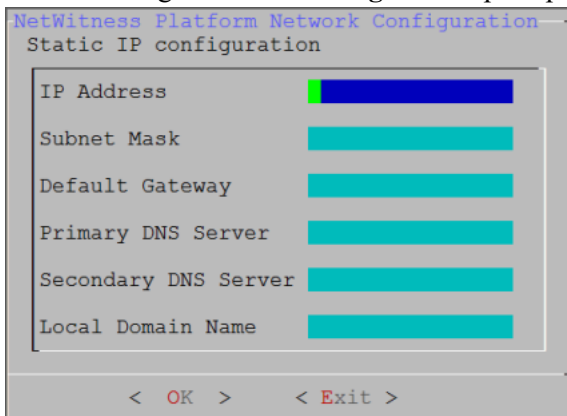 NetWitness Platform Network Configuration
Static IP configuration
IP Address
Subnet Mask
Default Gateway
Primary DNS Server
Secondary DNS Server
Local Domain Name
< OK > < Exit >